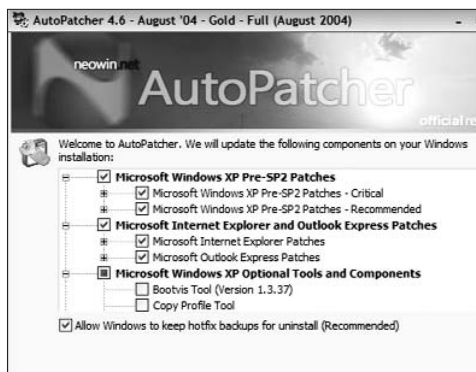 AutoPatcher 4.6 - August '04 - Gold - Full (August 2004)
neowin.net
AutoPatcher
official re
Welcome to AutoPatcher. We will update the following components on your Windows
installation:
Microsoft Windows XP Pre-SP2 Patches
Microsoft Windows XP Pre-SP2 Patches - Critical
Microsoft Windows XP Pre-SP2 Patches - Recommended
Microsoft Internet Explorer and Outlook Express Patches
Microsoft Internet Explorer Patches
Microsoft Outlook Express Patches
Microsoft Windows XP Optional Tools and Components
Bootvis Tool (Version 1.3.37)
Copy Profile Tool
Allow Windows to keep hotfix backups for uninstall (Recommended)